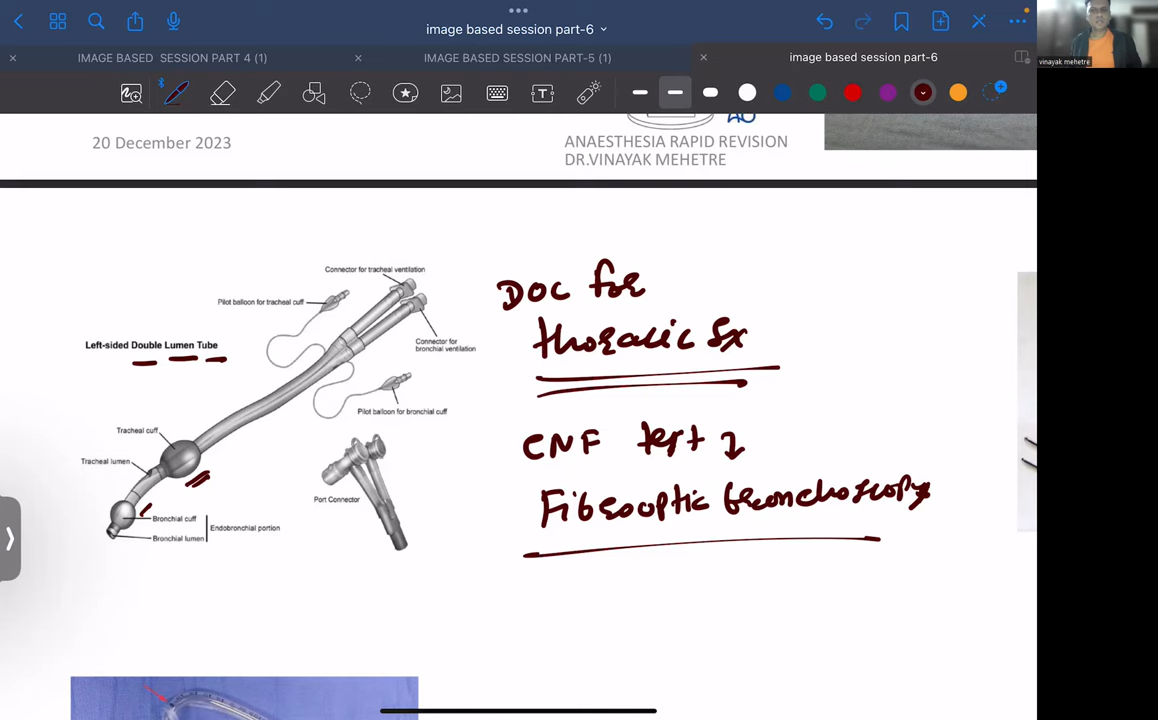 image based session part-6
vinayak mehetre
IMAGE BASED SESSION PART 4 (1)
IMAGE BASED SESSION PART-5 (1)
image based session part-6
20 December 2023
ANAESTHESIA RAPID REVISION
DR.VINAYAK MEHETRE
Connector for tracheal ventilation
Pilot balloon for tracheal cuff
Left-sided Double Lumen Tube
Connector for
bronchial ventilation
Pilot balloon for bronchial cuff
Tracheal cuff
Tracheal lumen
Port Connector
Bronchial cuff
Endobronchial portion
Bronchial lumen
DOC for
thoracic Sx
CNF test ↓
Fibreoptic bronchoscopy